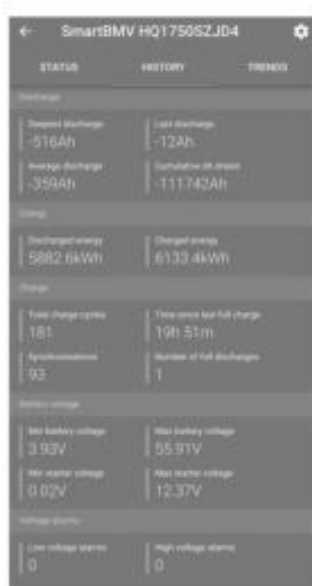 SmartBMV HQ1750SZJD4
STATUS HISTORY TRENDS
Discharge
Deepest discharge Last discharge
-516Ah -12Ah
Average discharge Cumulative Ah drawn
-359Ah -111742Ah
Energy
Discharged energy Charged energy
5882.6kWh 6133.4kWh
Charge
Total charge cycles Time since last full charge
181 19h 51m
Synchronisations Number of full discharges
93 1
Battery voltage
Min battery voltage Max battery voltage
3.93V 55.91V
Min starter voltage Max starter voltage
0.02V 12.37V
Voltage alarms
Low voltage alarms High voltage alarms
0 0